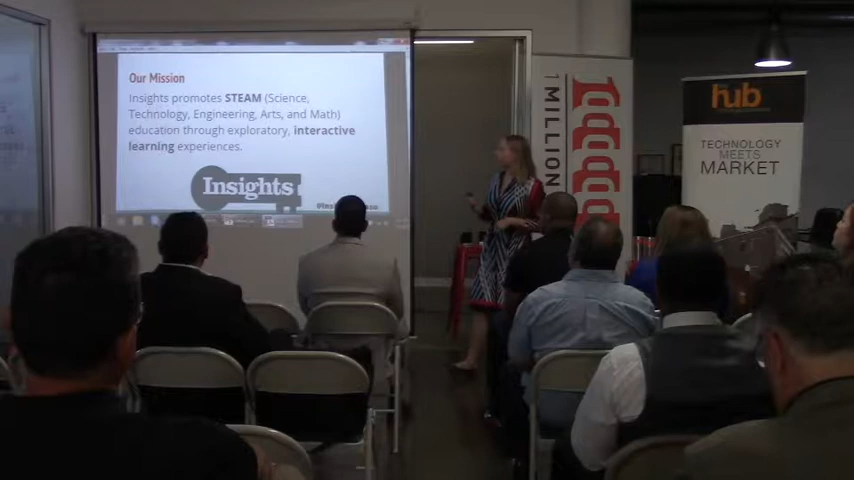 Our Mission
Insights promotes STEAM (Science,
Technology, Engineering, Arts, and Math)
education through exploratory, interactive
learning experiences.
Insights
1 MILLION
hub
TECHNOLOGY
MEETS
MARKET